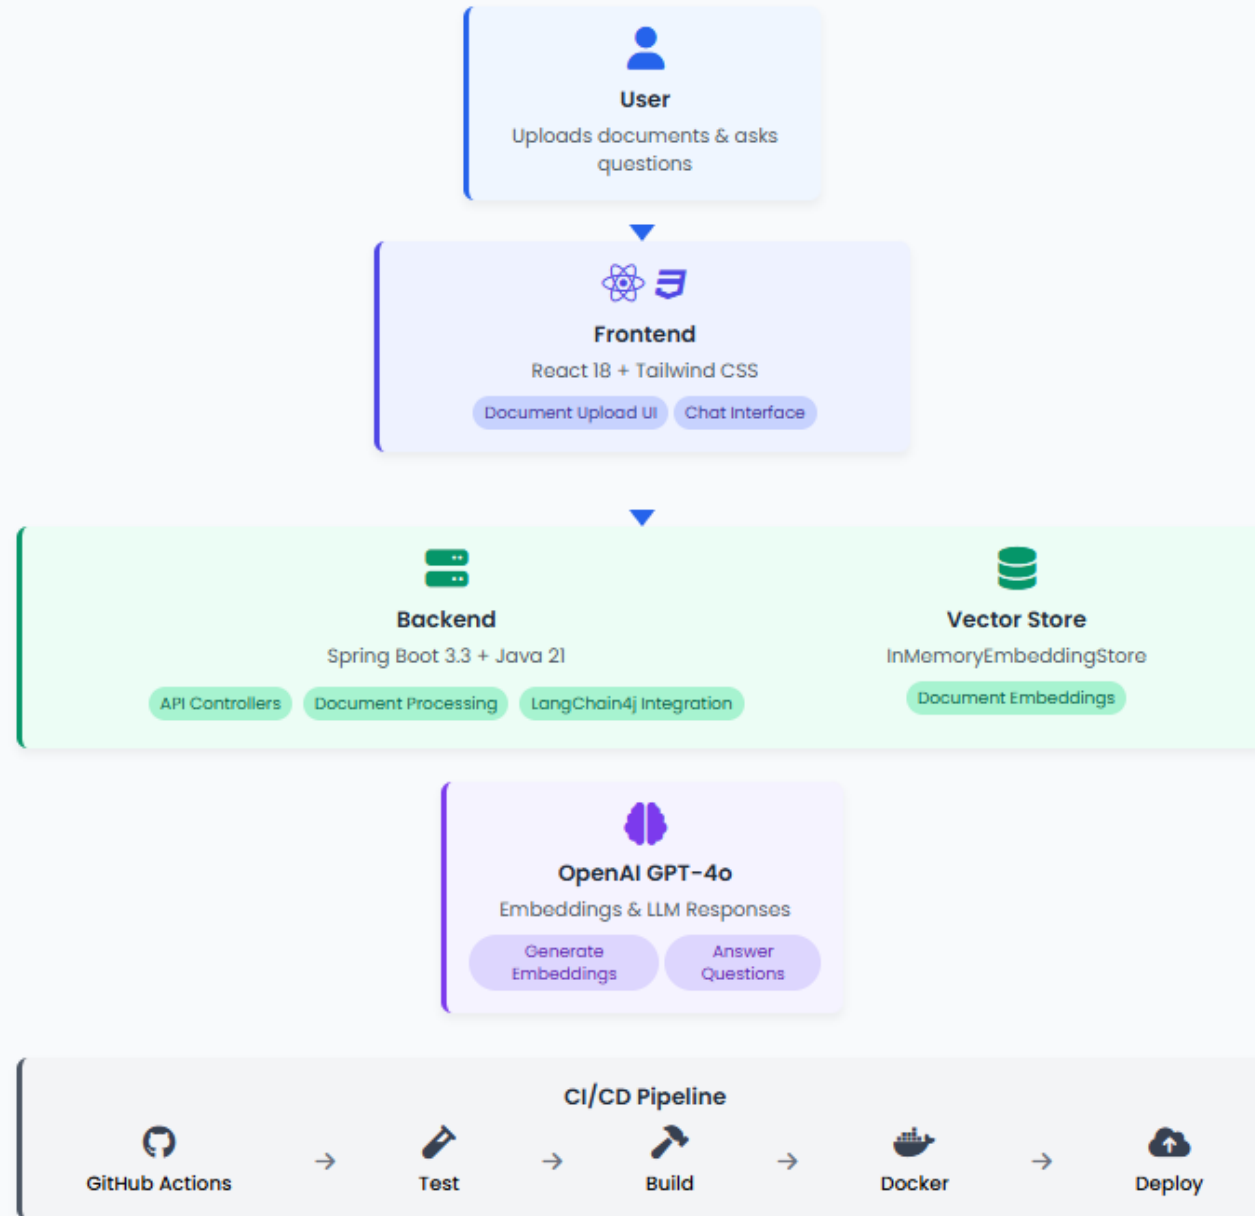 User
Uploads documents & asks
questions
Frontend
React 18 + Tailwind CSS
Document Upload UI
Chat Interface
Backend
Spring Boot 3.3 + Java 21
API Controllers
Document Processing
LangChain4j Integration
Vector Store
InMemoryEmbeddingStore
Document Embeddings
OpenAI GPT-4o
Embeddings & LLM Responses
Generate
Embeddings
Answer
Questions
CI/CD Pipeline
GitHub Actions
Test
Build
Docker
Deploy